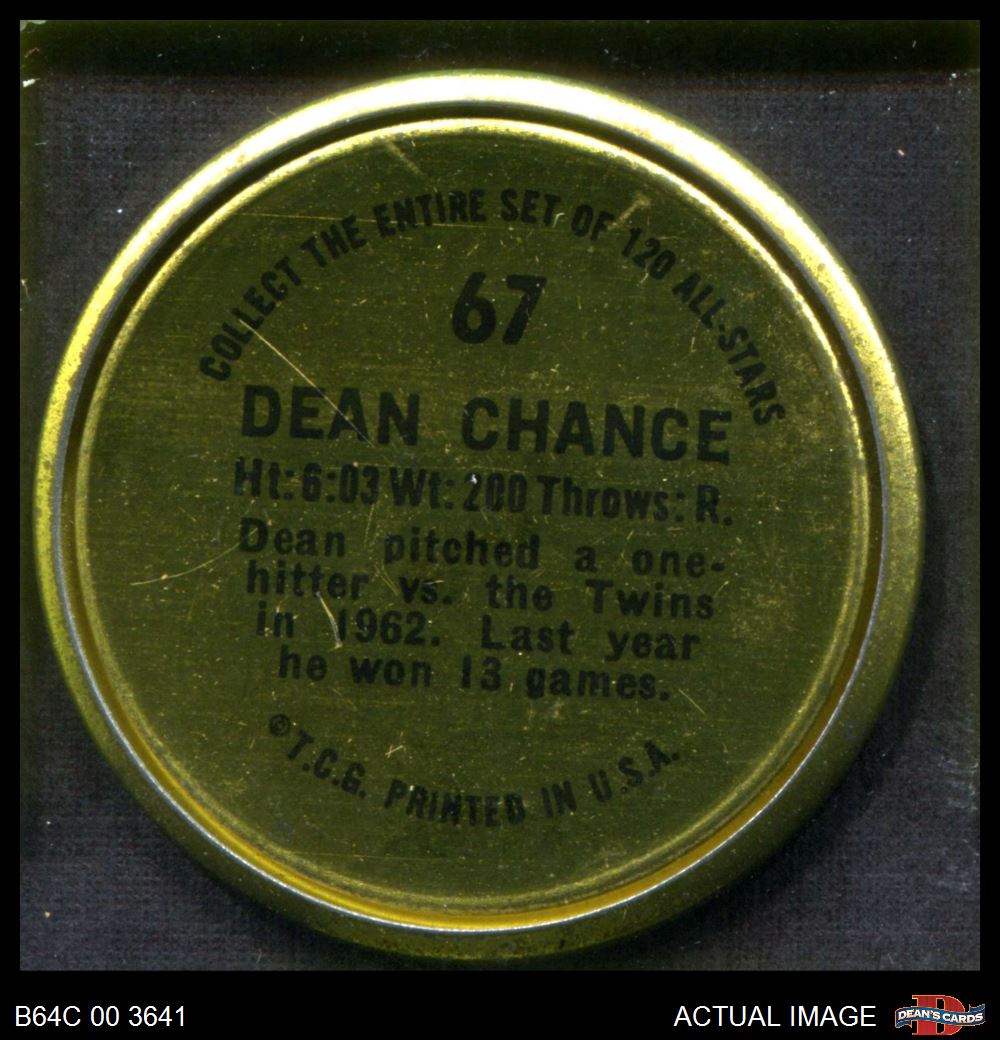 COLLECT THE ENTIRE SET OF 120 ALL-STARS
67
DEAN CHANCE
Ht: 6:03 Wt: 200 Throws: R.
Dean pitched a one-
hitter vs. the Twins
in 1962. Last year
he won 13 games.
©T.C.G. PRINTED IN U.S.A.
B64C 00 3641
ACTUAL IMAGE
D
DEAN'S CARDS